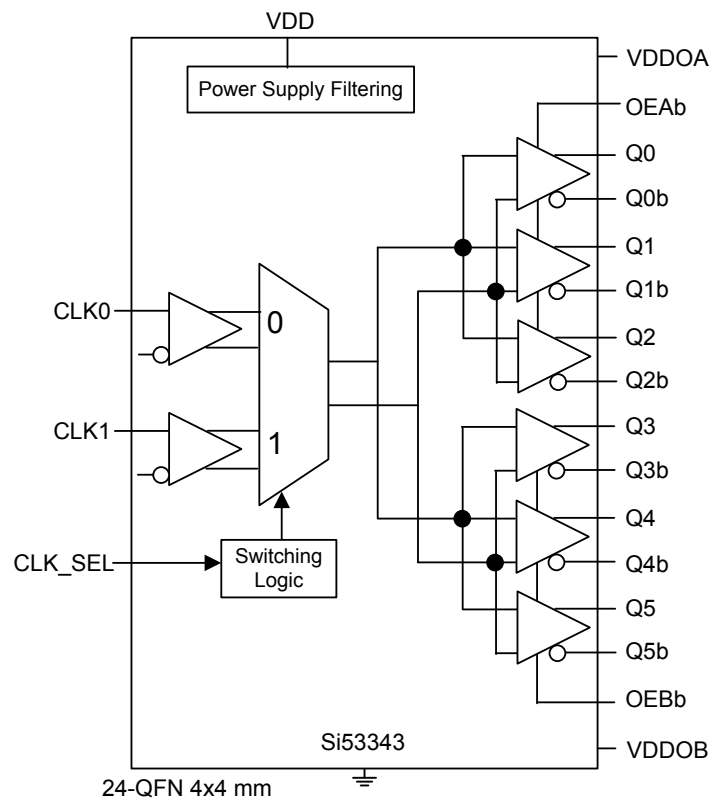 VDD
VDDOA
Power Supply Filtering
OEAb
Q0
Q0b
Q1
Q1b
CLK0
0
Q2
Q2b
CLK1
1
Q3
Q3b
Q4
CLK_SEL
Switching
Logic
Q4b
Q5
Q5b
OEBb
Si53343
VDDOB
24-QFN 4x4 mm